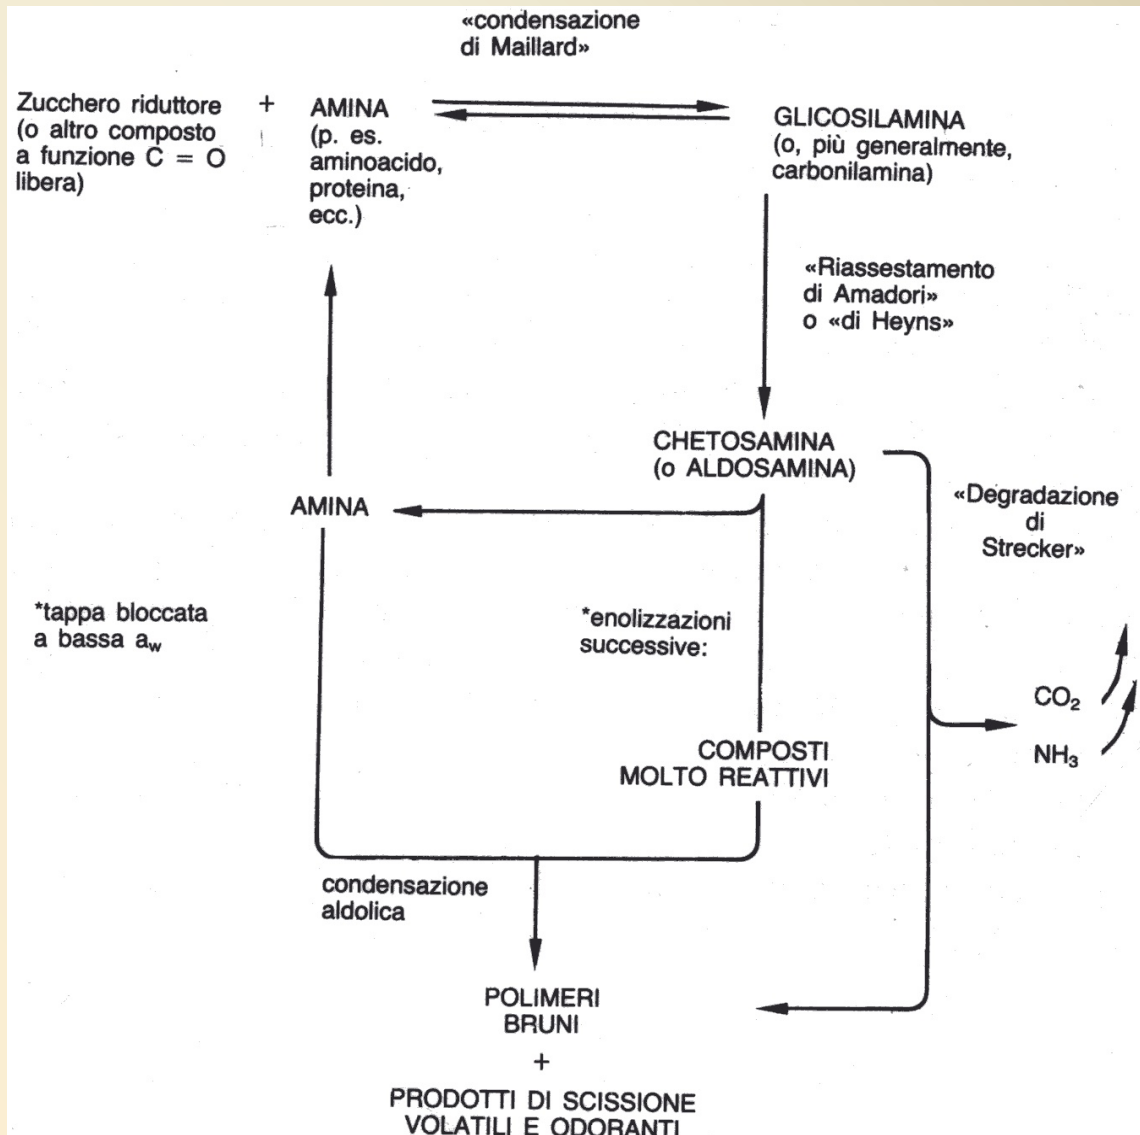 «condensazione
di Maillard»
Zucchero riduttore
(o altro composto
a funzione C = O
libera)
+
AMINA
(p. es.
aminoacido,
proteina,
ecc.)
GLICOSILAMINA
(o, più generalmente,
carbonilamina)
«Riassestamento
di Amadori»
o «di Heyns»
CHETOSAMINA
(o ALDOSAMINA)
AMINA
«Degradazione
di
Strecker»
*tappa bloccata
a bassa aw
*enolizzazioni
successive:
CO2
NH3
COMPOSTI
MOLTO REATTIVI
condensazione
aldolica
POLIMERI
BRUNI
+
PRODOTTI DI SCISSIONE
VOLATILI E ODORANTI